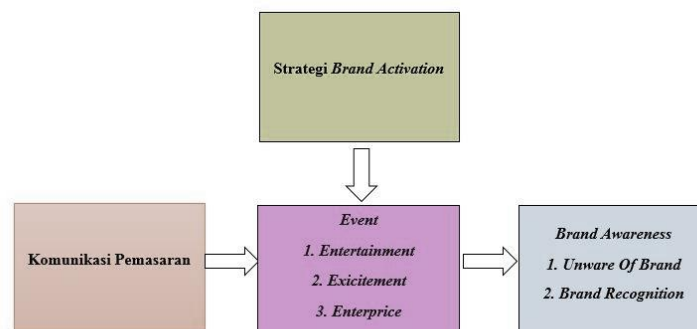 Strategi Brand Activation
Komunikasi Pemasaran
Event
1. Entertainment
2. Exicitement
3. Enterprice
Brand Awareness
1. Unware Of Brand
2. Brand Recognition